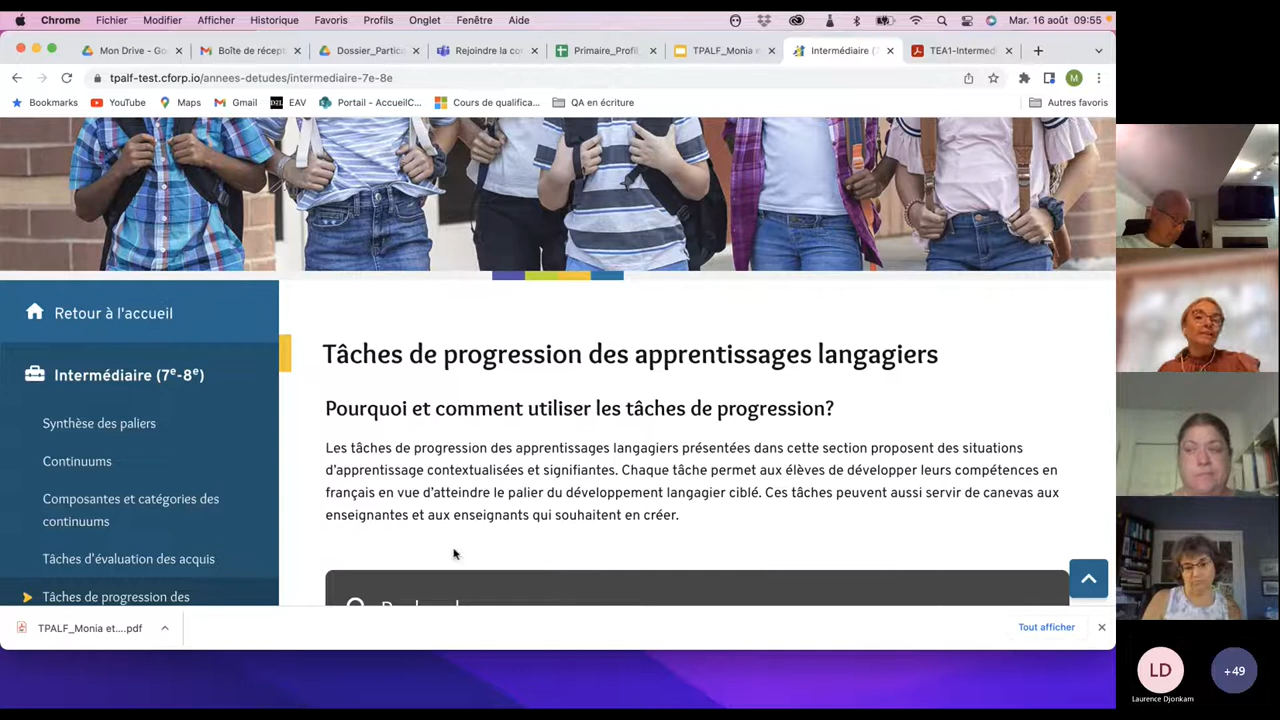 Chrome Fichier Modifier Afficher Historique Favoris Profils Onglet Fenêtre Aide Mar. 16 août 09:55
Mon Drive - Go Boîte de récept Dossier_Partic Rejoindre la co Primaire_Profil_ TPALF_Monia e Intermédiaire (7 TEA1-Intermed
tpalf-test.cforp.io/annees-detudes/intermediaire-7e-8e M
Bookmarks YouTube Maps Gmail EAV Portail - AccueilC... Cours de qualifica... QA en écriture Autres favoris
Retour à l'accueil
Intermédiaire (7e-8e)
Synthèse des paliers
Continuums
Composantes et catégories des
continuums
Tâches d'évaluation des acquis
Tâches de progression des
Tâches de progression des apprentissages langagiers
Pourquoi et comment utiliser les tâches de progression?
Les tâches de progression des apprentissages langagiers présentées dans cette section proposent des situations
d'apprentissage contextualisées et signifiantes. Chaque tâche permet aux élèves de développer leurs compétences en
français en vue d'atteindre le palier du développement langagier ciblé. Ces tâches peuvent aussi servir de canevas aux
enseignantes et aux enseignants qui souhaitent en créer.
TPALF_Monia et....pdf Tout afficher
LD
Laurence Djonkam
+49